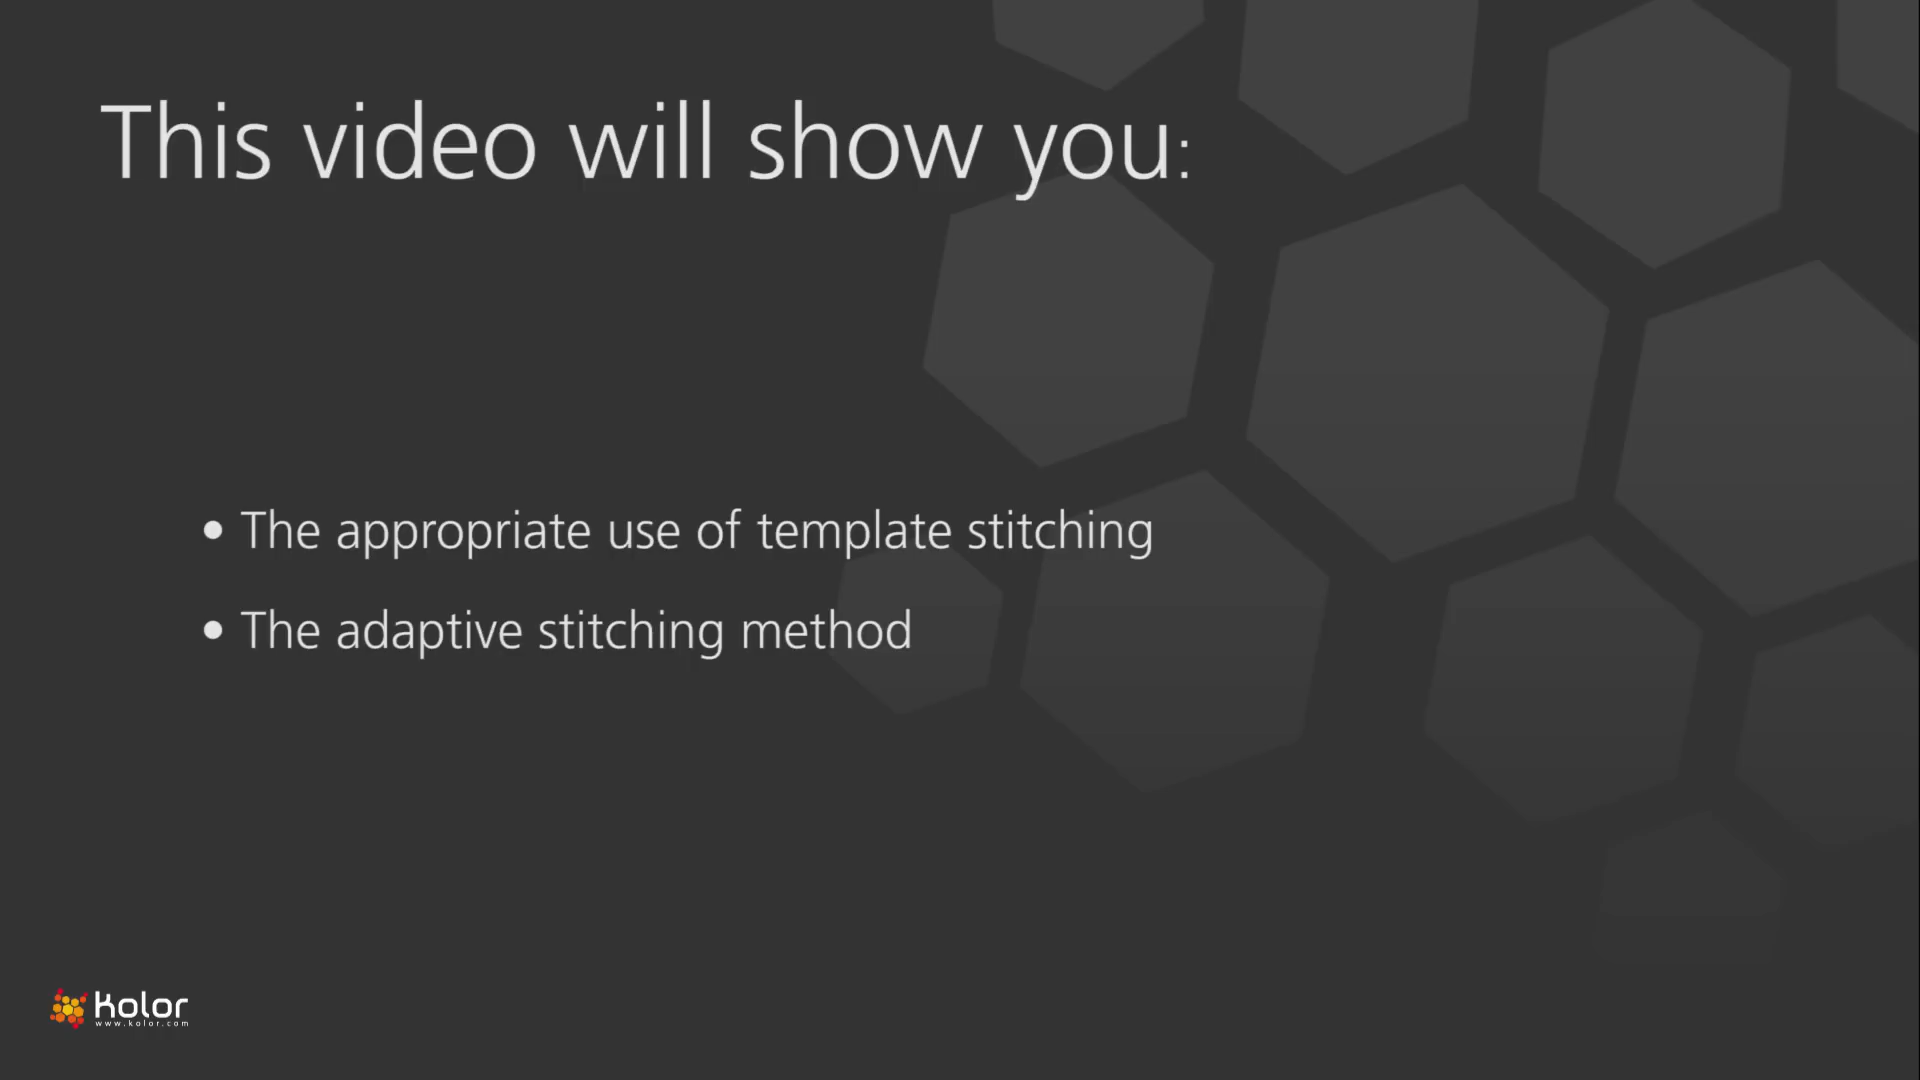 This video will show you:
• The appropriate use of template stitching
• The adaptive stitching method
kolor
www.kolor.com